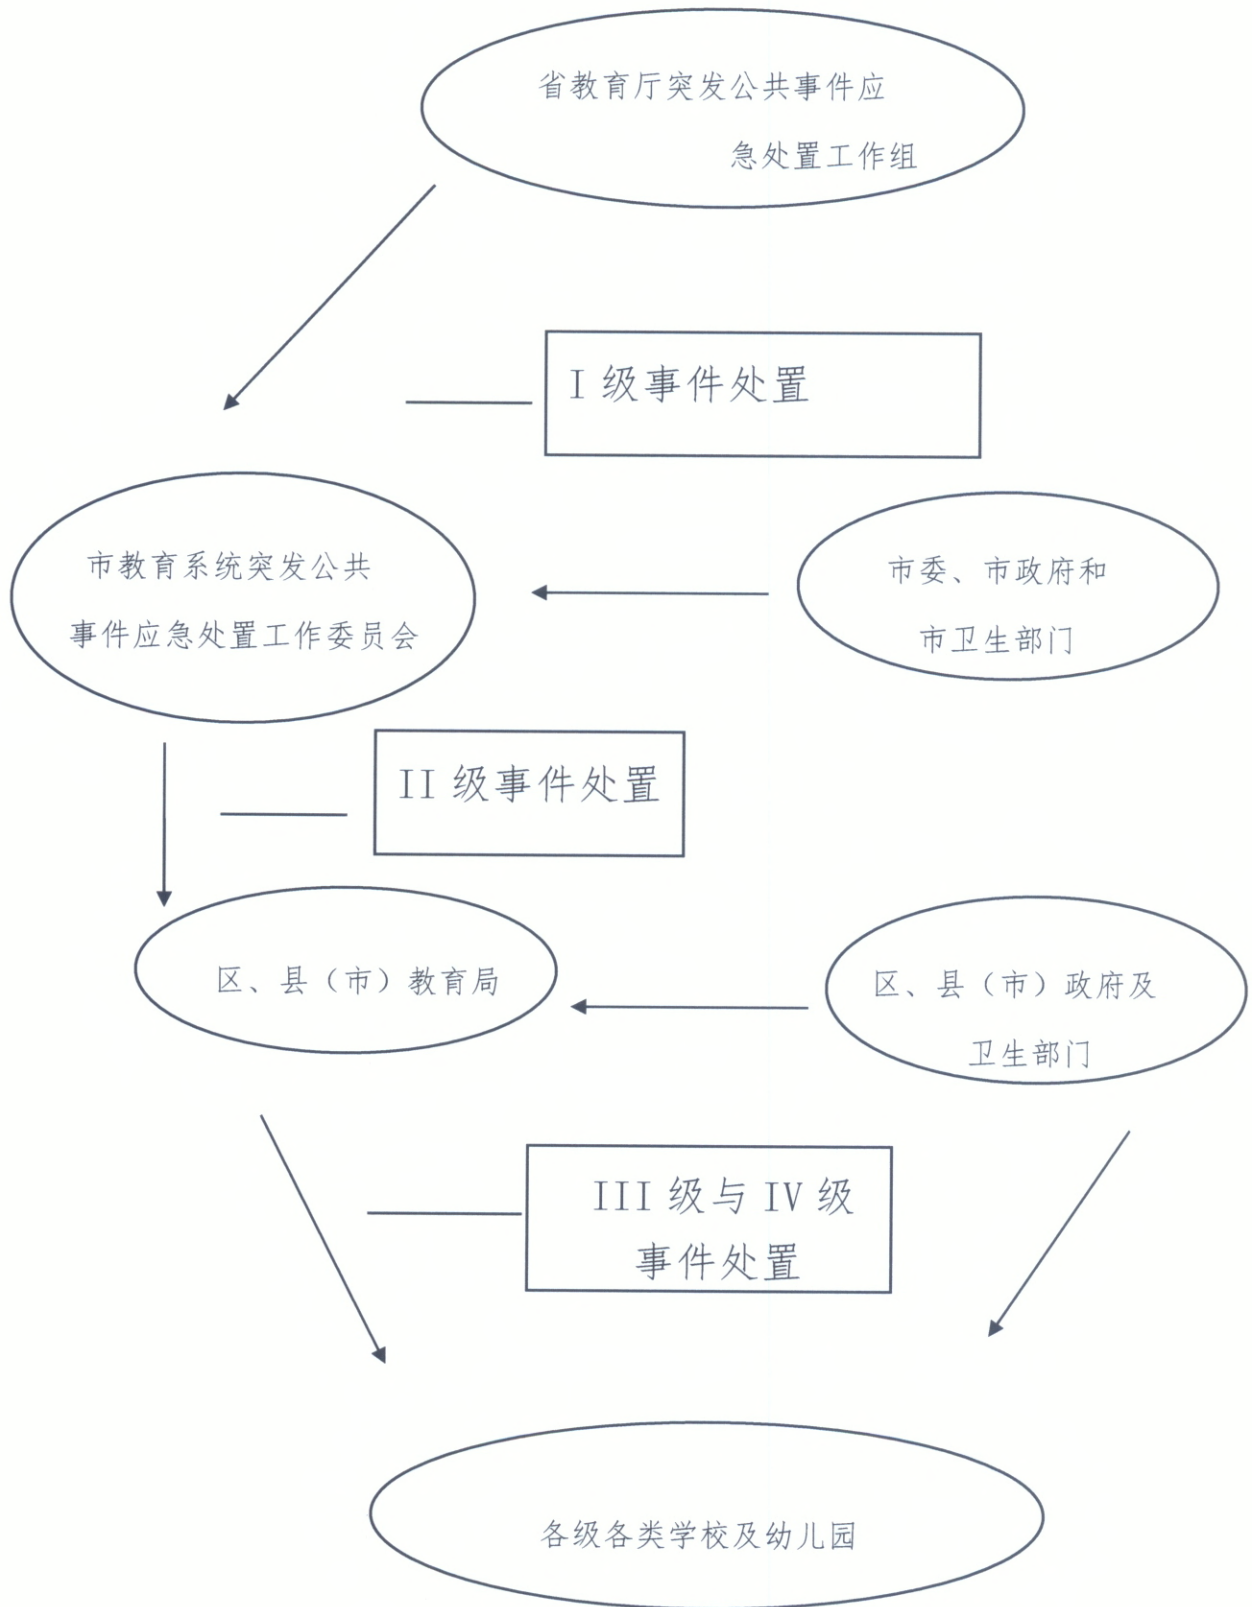 省教育厅突发公共事件应
急处置工作组
I 级事件处置
市教育系统突发公共
事件应急处置工作委员会
市委、市政府和
市卫生部门
II 级事件处置
区、县（市）教育局
区、县（市）政府及
卫生部门
III 级与 IV 级
事件处置
各级各类学校及幼儿园